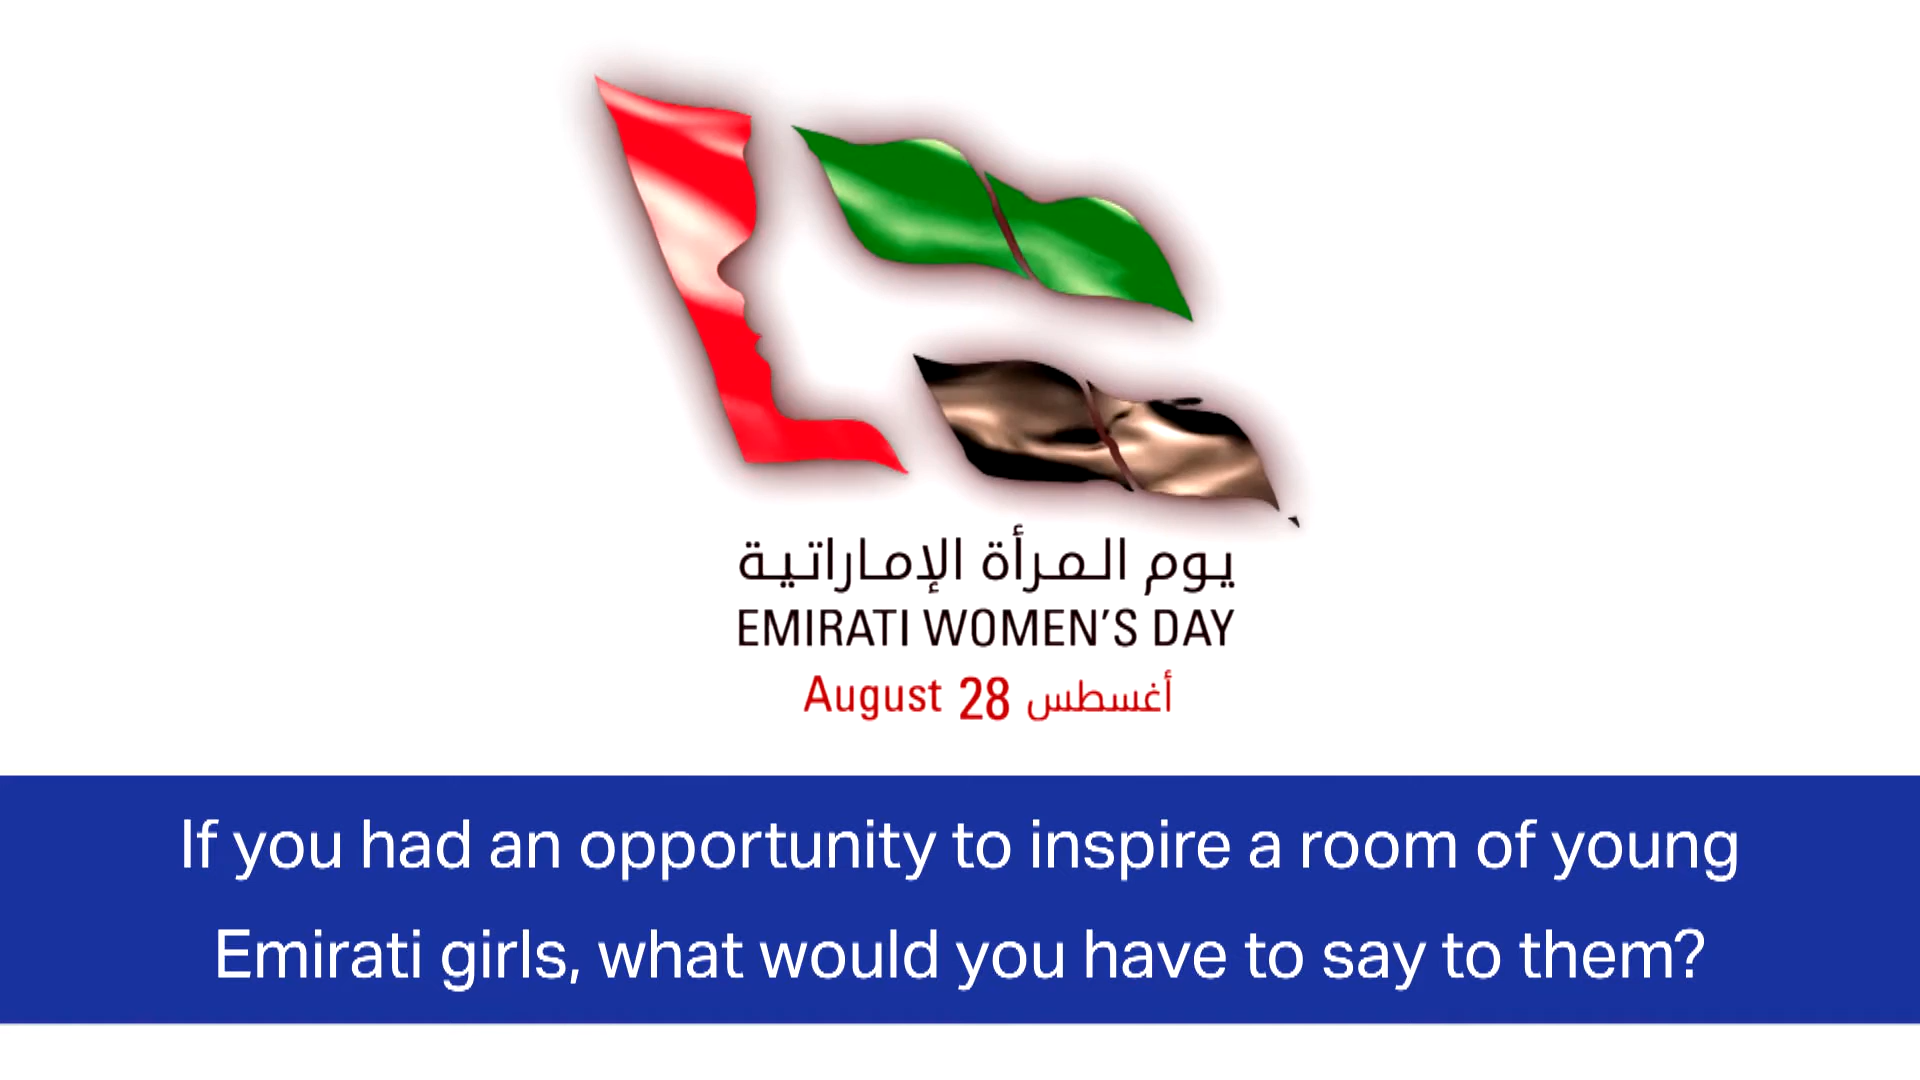 يوم المرأة الإماراتية
EMIRATI WOMEN'S DAY
August 28 أغسطس
If you had an opportunity to inspire a room of young
Emirati girls, what would you have to say to them?